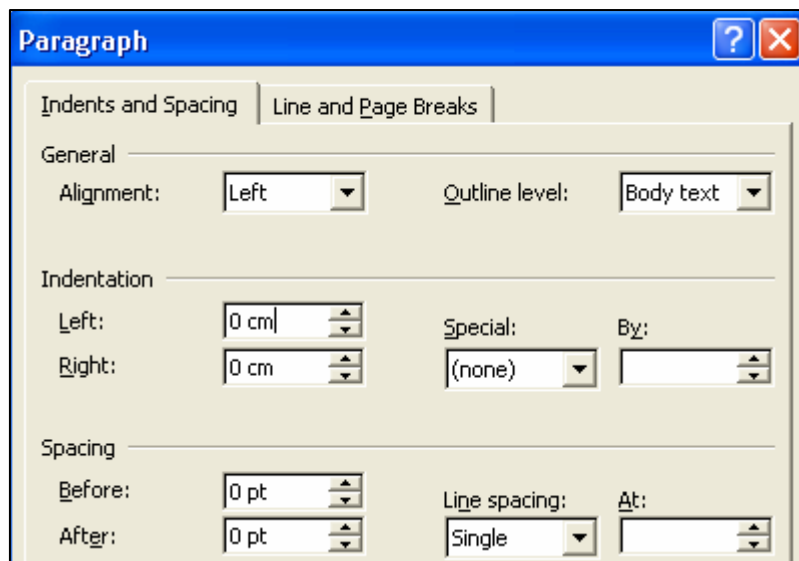 Paragraph
Indents and Spacing Line and Page Breaks
General
Alignment: Left Outline level: Body text
Indentation
Left: 0 cm Special: By:
Right: 0 cm (none)
Spacing
Before: 0 pt Line spacing: At:
After: 0 pt Single